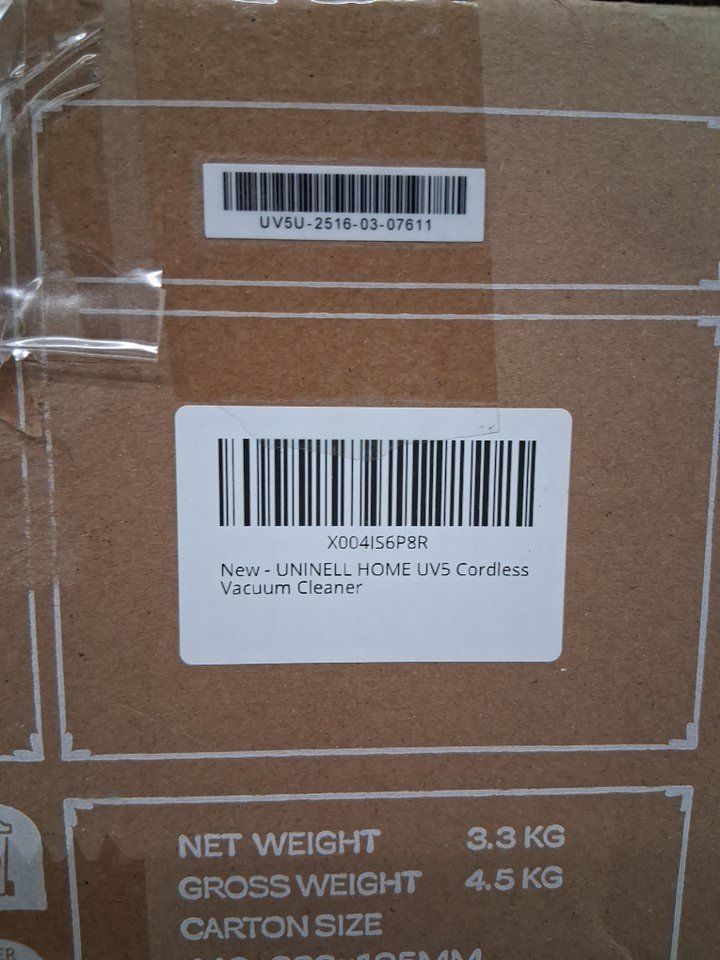 UV5U-2516-03-07611
X004IS6P8R
New - UNINELL HOME UV5 Cordless
Vacuum Cleaner
NET WEIGHT 3.3 KG
GROSS WEIGHT 4.5 KG
CARTON SIZE